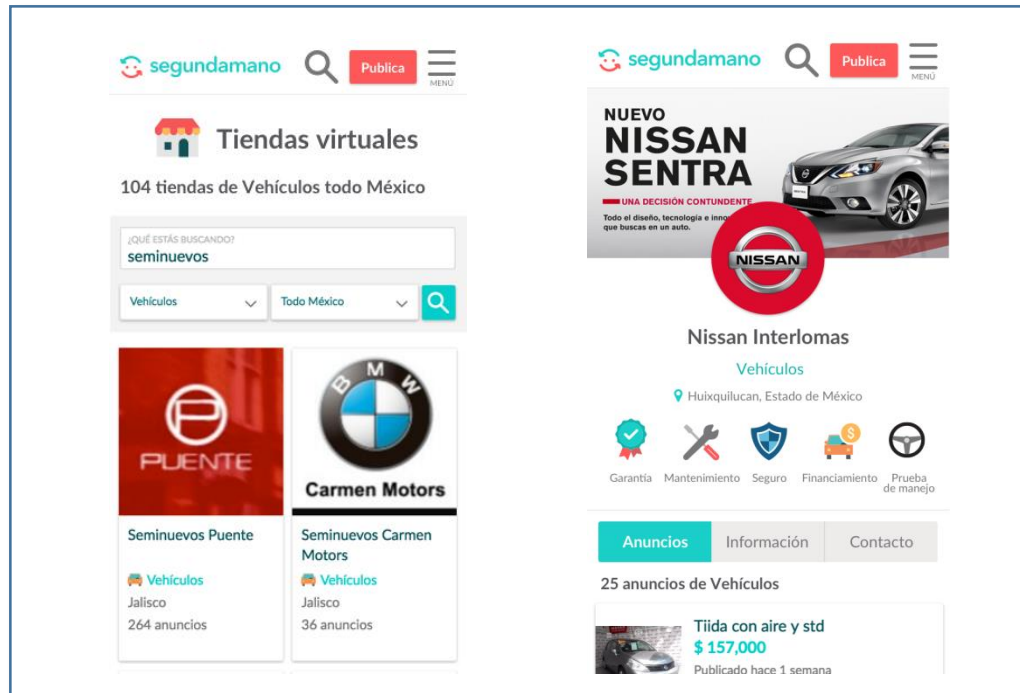 segundamano
Publica
MENÚ
Tiendas virtuales
104 tiendas de Vehículos todo México
¿QUÉ ESTÁS BUSCANDO?
seminuevos
Vehículos
Todo México
PUENTE
BMW
Carmen Motors
Seminuevos Puente
Vehículos
Jalisco
264 anuncios
Seminuevos Carmen
Motors
Vehículos
Jalisco
36 anuncios
segundamano
Publica
MENÚ
NUEVO
NISSAN
SENTRA
UNA DECISIÓN CONTUNDENTE
Todo el diseño, tecnología e
que buscas en un auto.
NISSAN
Nissan Interlomas
Vehículos
Huixquilucan, Estado de México
Garantía
Mantenimiento
Seguro
Financiamiento
Prueba
de manejo
Anuncios
Información
Contacto
25 anuncios de Vehículos
Tiida con aire y std
$ 157,000
Publicado hace 1 semana